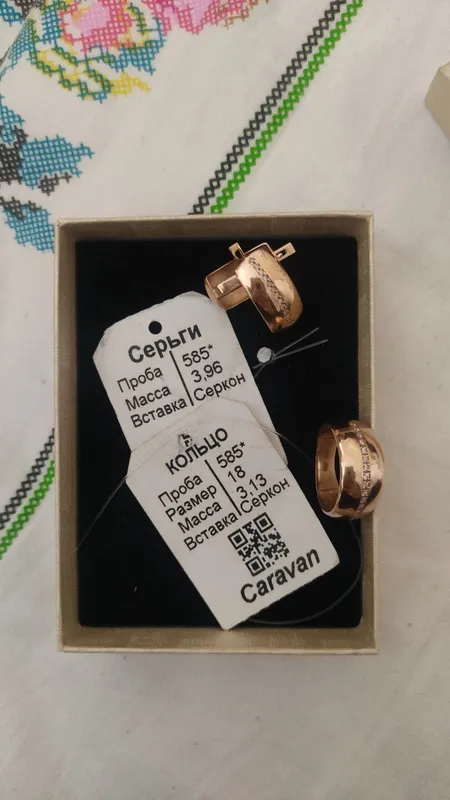 Серьги
Проба 585*
Масса 3,96
Вставка Серкон
кольцо
Проба 585*
Размер 18
Масса 3,13
Вставка Серкон
Caravan